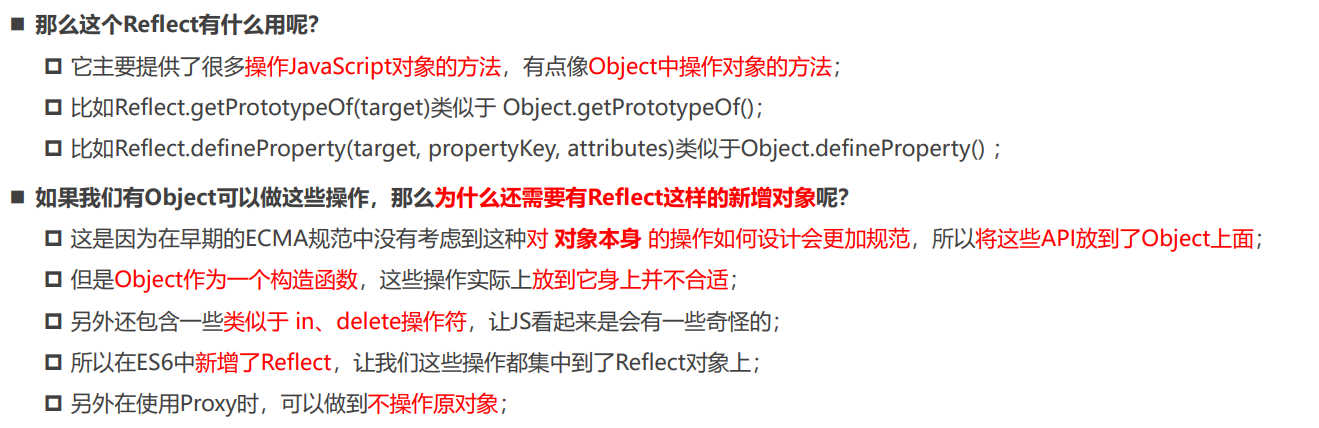 ■ 那么这个Reflect有什么用呢？
它主要提供了很多操作JavaScript对象的方法，有点像Object中操作对象的方法；
比如Reflect.getPrototypeOf(target)类似于 Object.getPrototypeOf()；
比如Reflect.defineProperty(target, propertyKey, attributes)类似于Object.defineProperty() ；
■ 如果我们有Object可以做这些操作，那么为什么还需要有Reflect这样的新增对象呢？
这是因为在早期的ECMA规范中没有考虑到这种对 对象本身 的操作如何设计会更加规范，所以将这些API放到了Object上面；
但是Object作为一个构造函数，这些操作实际上放到它身上并不合适；
另外还包含一些类似于 in、delete操作符，让JS看起来是会有一些奇怪的；
所以在ES6中新增了Reflect，让我们这些操作都集中到了Reflect对象上；
另外在使用Proxy时，可以做到不操作原对象；